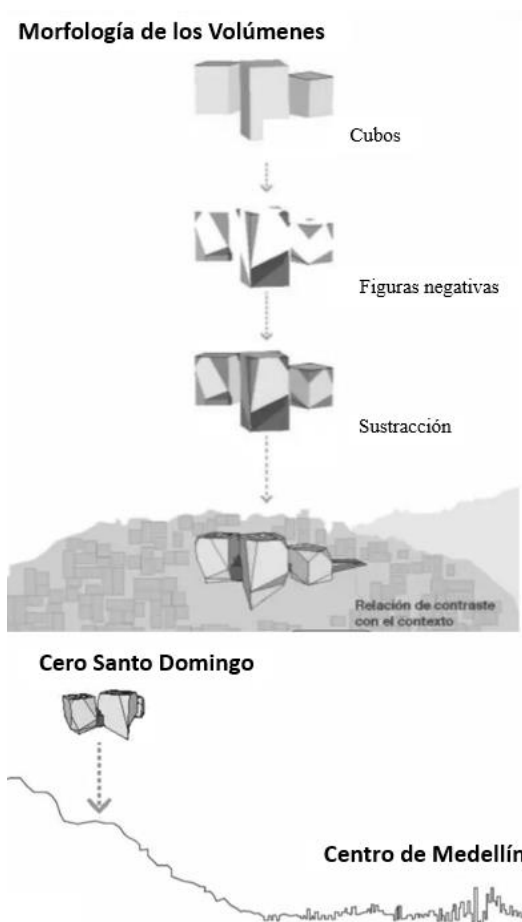 Morfología de los Volúmenes
Cubos
Figuras negativas
Sustracción
Relación de contraste
con el contexto
Cero Santo Domingo
Centro de Medellín